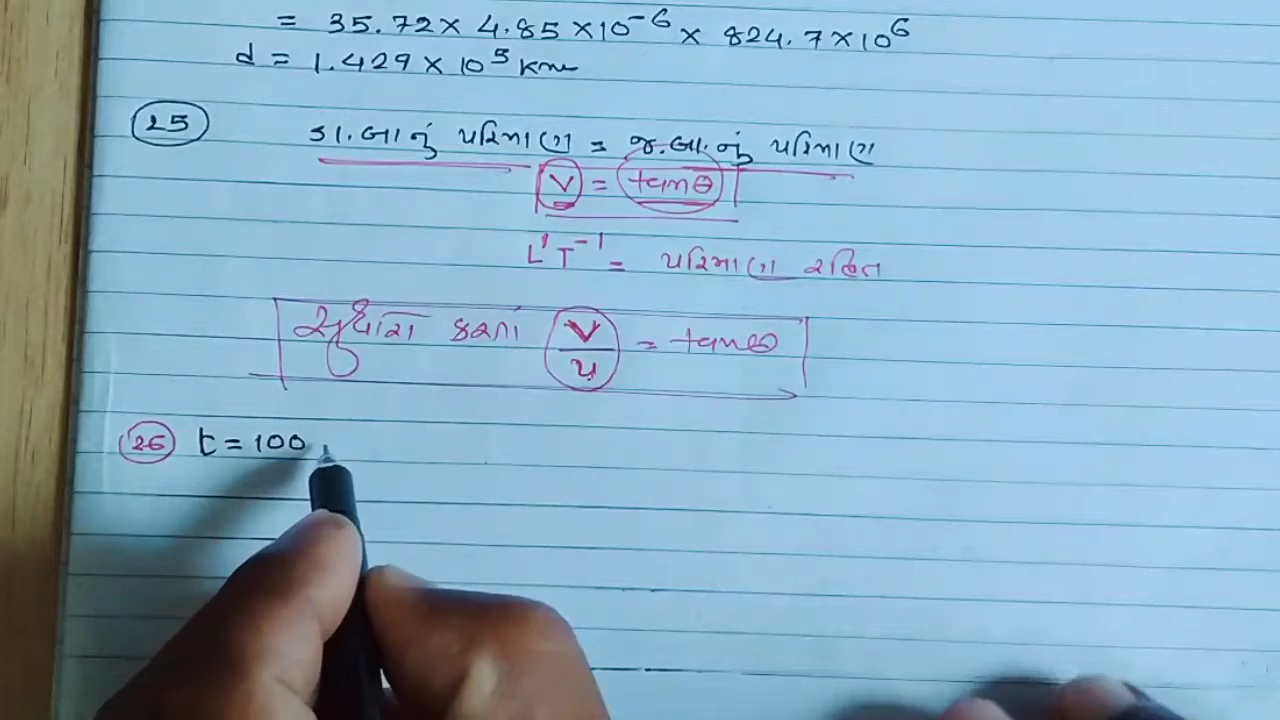 = 35.72 × 4.85 × 10⁻⁶ × 824.7 × 10⁶
d = 1.429 × 10⁵ km
25 ડા.બા નું પરિમાણ = જ.બા.નું પરિમાણ
v = tanθ
L¹T⁻¹ = પરિમાણ રહિત
સુધારો કરતાં v/u = tanθ
26 t = 100